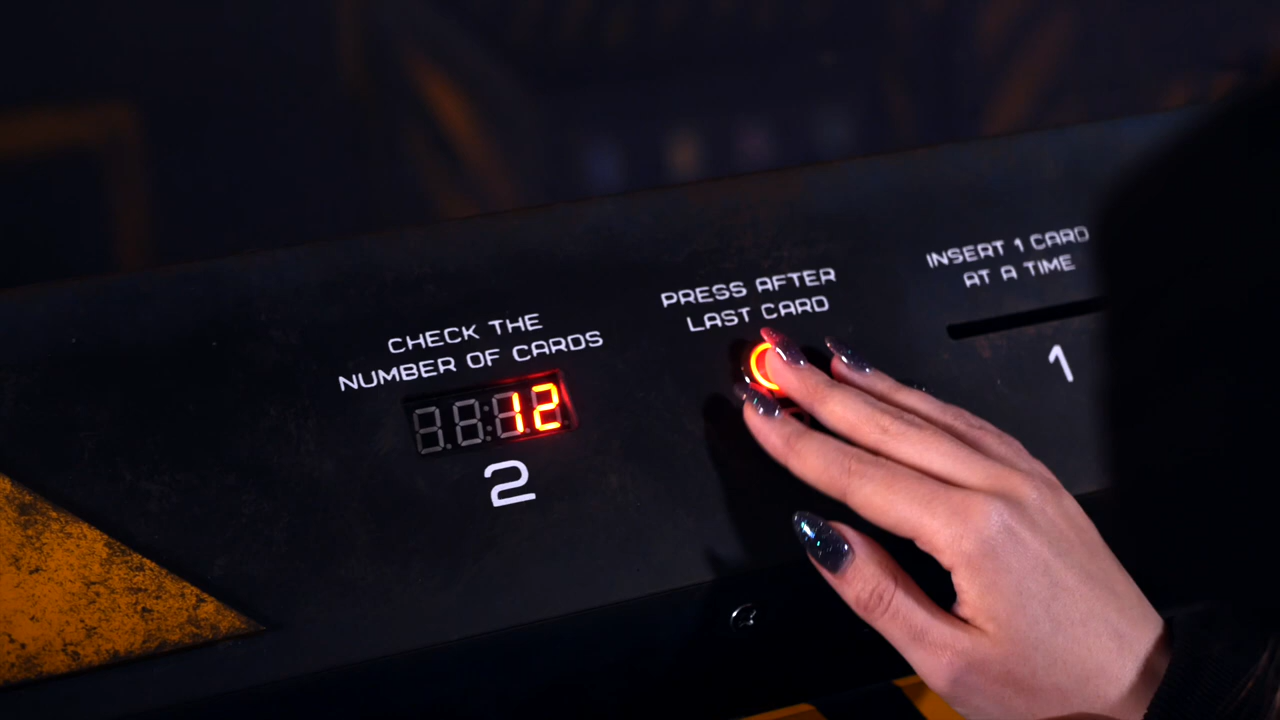 CHECK THE
NUMBER OF CARDS
12
2
PRESS AFTER
LAST CARD
INSERT 1 CARD
AT A TIME
1